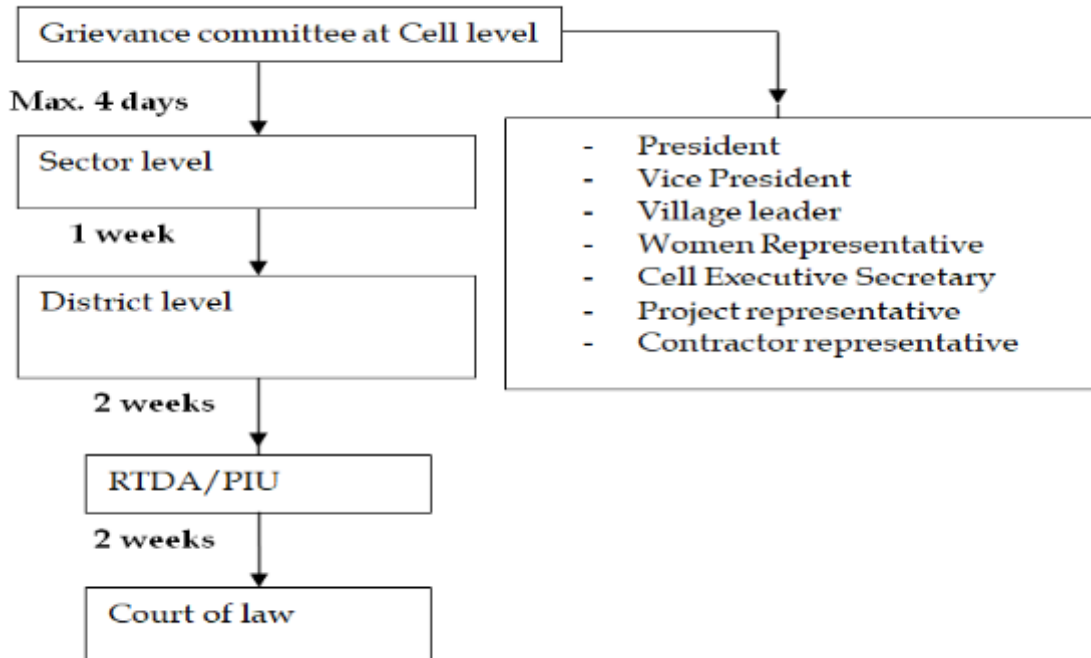 Grievance committee at Cell level
Max. 4 days
Sector level
1 week
District level
2 weeks
RTDA/PIU
2 weeks
Court of law
- President
- Vice President
- Village leader
- Women Representative
- Cell Executive Secretary
- Project representative
- Contractor representative